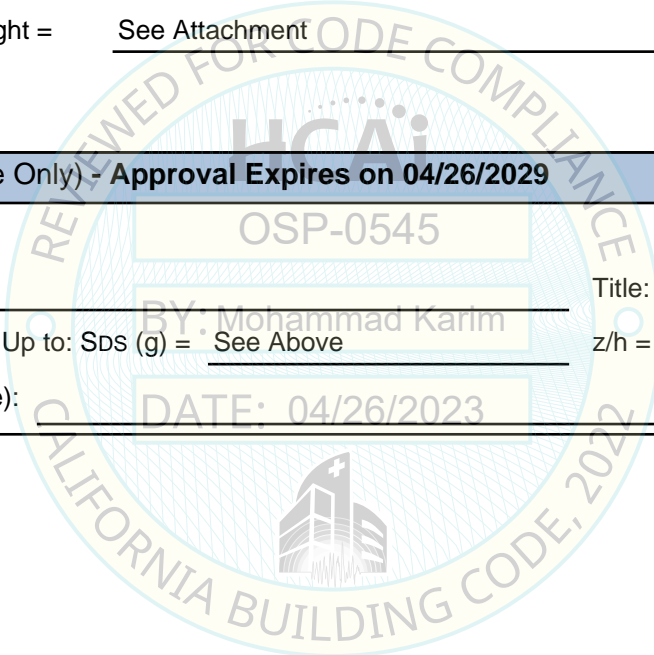 ght = See Attachment
e Only) - Approval Expires on 04/26/2029
Title:
Up to: SDS (g) = See Above z/h =
e):
REVIEWED FOR CODE COMPLIANCE
HCAi
OSP-0545
BY: Mohammad Karim
DATE: 04/26/2023
CALIFORNIA BUILDING CODE, 2022